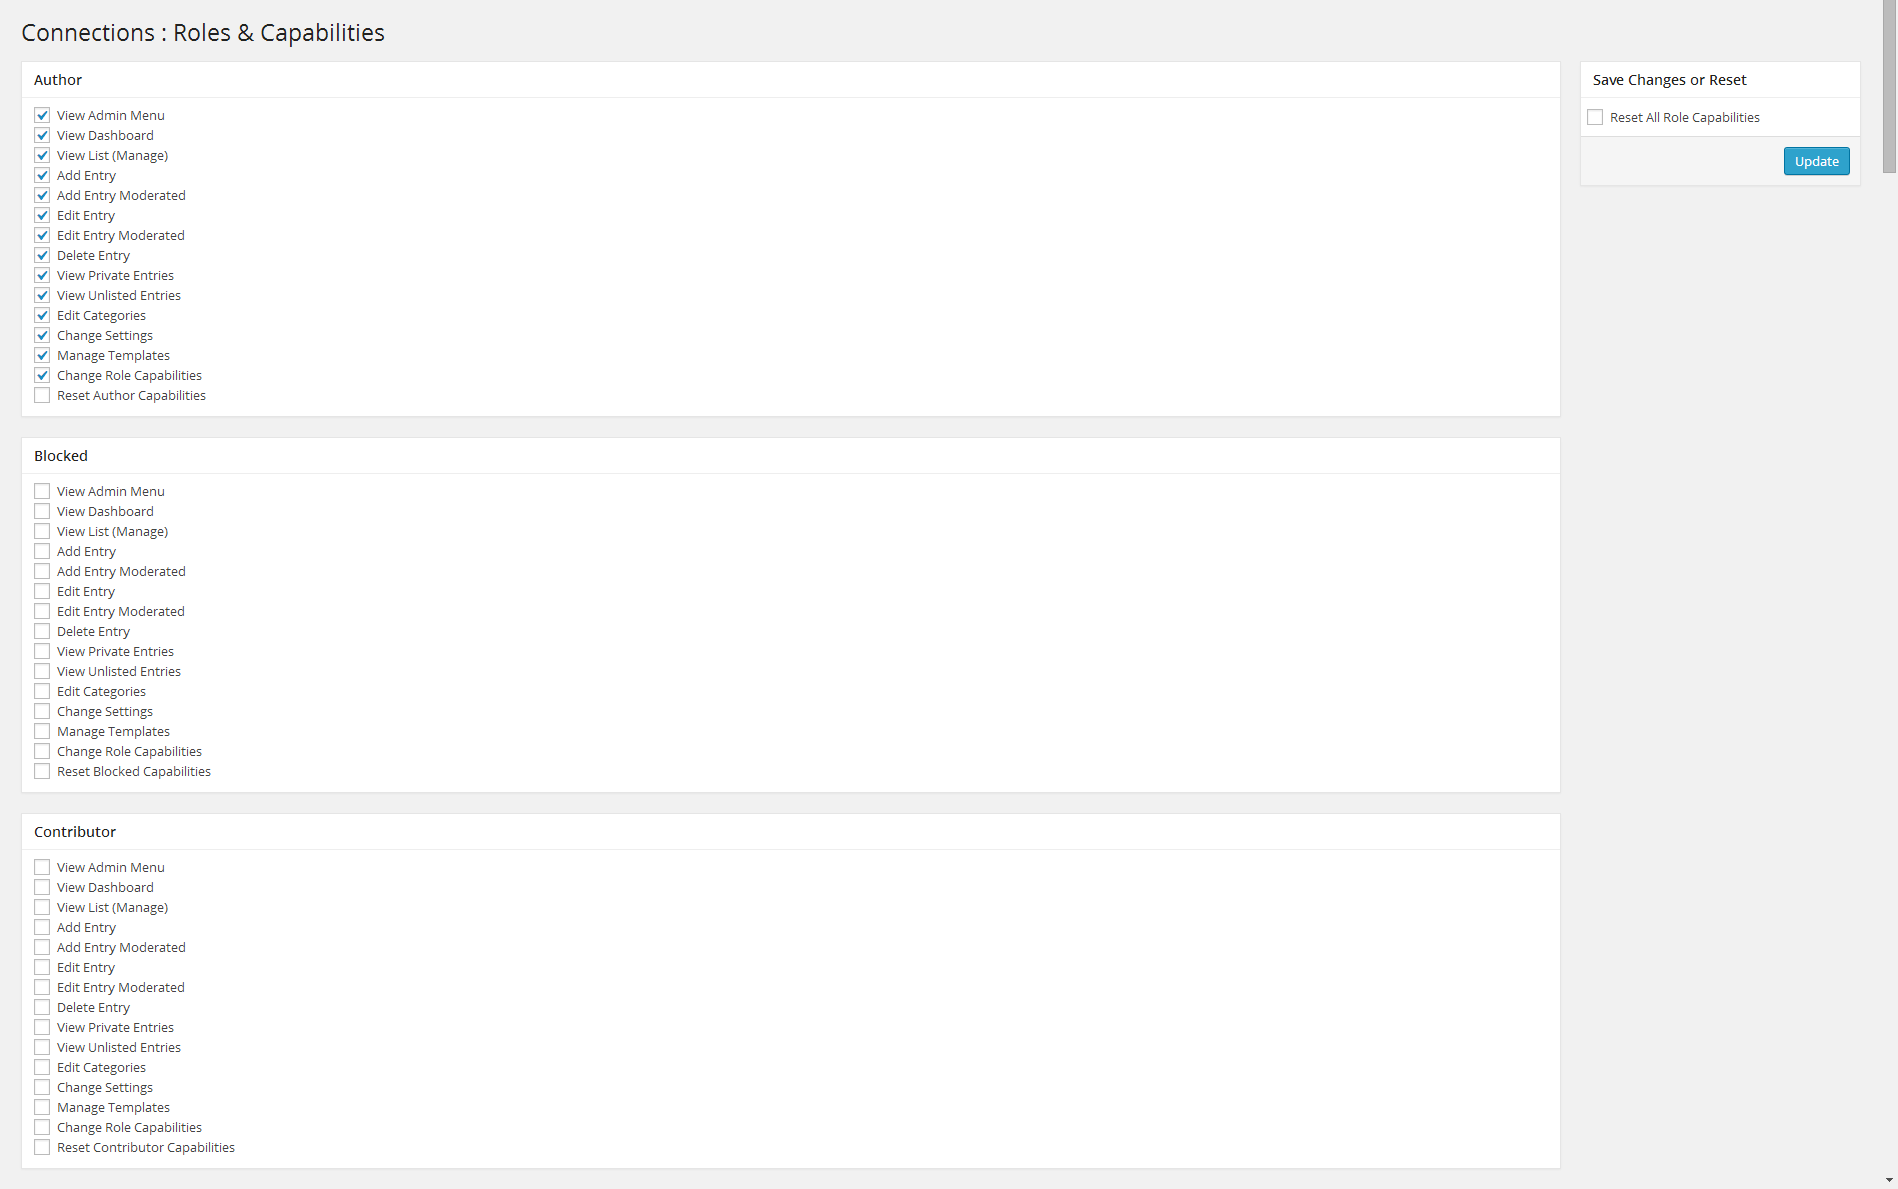 Connections : Roles & Capabilities
Author
View Admin Menu
View Dashboard
View List (Manage)
Add Entry
Add Entry Moderated
Edit Entry
Edit Entry Moderated
Delete Entry
View Private Entries
View Unlisted Entries
Edit Categories
Change Settings
Manage Templates
Change Role Capabilities
Reset Author Capabilities
Blocked
View Admin Menu
View Dashboard
View List (Manage)
Add Entry
Add Entry Moderated
Edit Entry
Edit Entry Moderated
Delete Entry
View Private Entries
View Unlisted Entries
Edit Categories
Change Settings
Manage Templates
Change Role Capabilities
Reset Blocked Capabilities
Contributor
View Admin Menu
View Dashboard
View List (Manage)
Add Entry
Add Entry Moderated
Edit Entry
Edit Entry Moderated
Delete Entry
View Private Entries
View Unlisted Entries
Edit Categories
Change Settings
Manage Templates
Change Role Capabilities
Reset Contributor Capabilities
Save Changes or Reset
Reset All Role Capabilities
Update